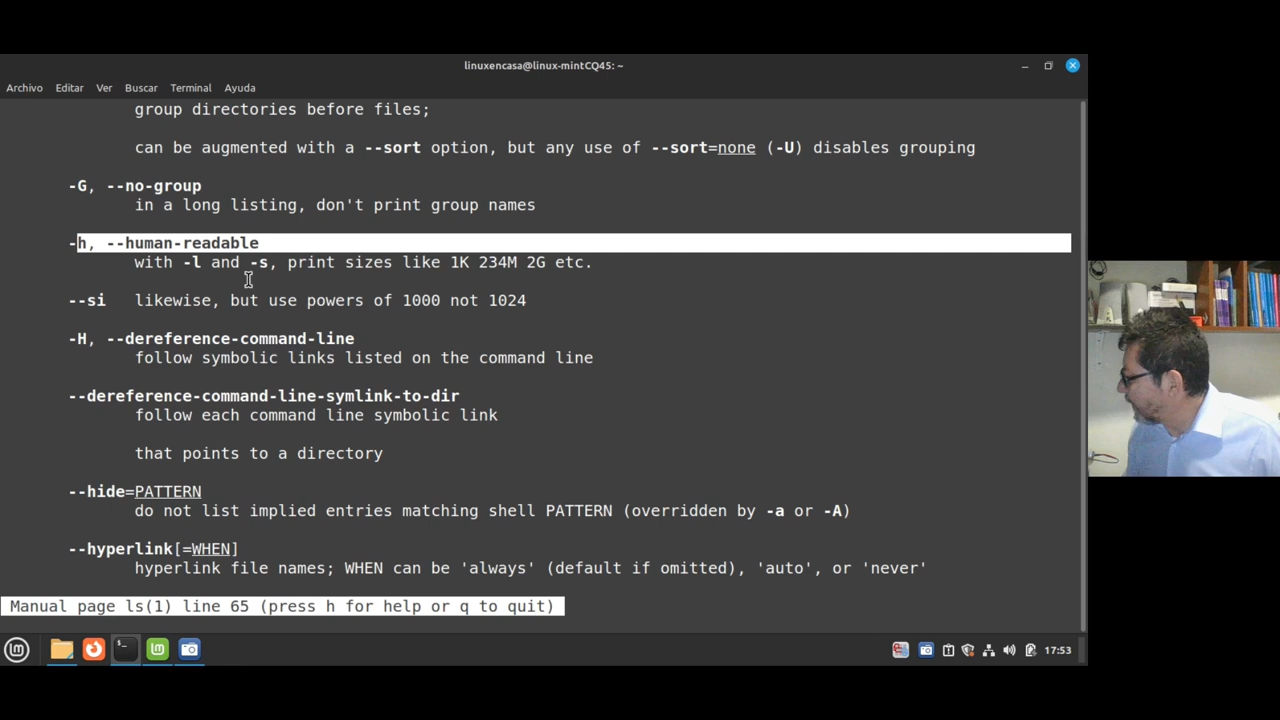 linuxencasa@linux-mintCQ45: ~
Archivo Editar Ver Buscar Terminal Ayuda
group directories before files;
can be augmented with a --sort option, but any use of --sort=none (-U) disables grouping
-G, --no-group
in a long listing, don't print group names
-h, --human-readable
with -l and -s, print sizes like 1K 234M 2G etc.
--si likewise, but use powers of 1000 not 1024
-H, --dereference-command-line
follow symbolic links listed on the command line
--dereference-command-line-symlink-to-dir
follow each command line symbolic link
that points to a directory
--hide=PATTERN
do not list implied entries matching shell PATTERN (overridden by -a or -A)
--hyperlink[=WHEN]
hyperlink file names; WHEN can be 'always' (default if omitted), 'auto', or 'never'
Manual page ls(1) line 65 (press h for help or q to quit)
17:53